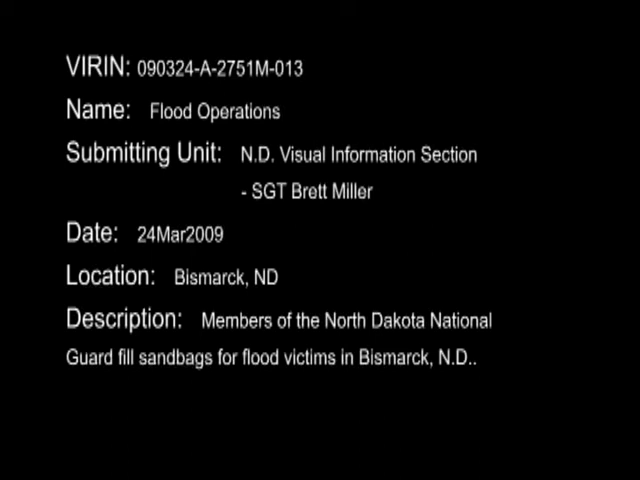 VIRIN: 090324-A-2751M-013
Name: Flood Operations
Submitting Unit: N.D. Visual Information Section
- SGT Brett Miller
Date: 24Mar2009
Location: Bismarck, ND
Description: Members of the North Dakota National
Guard fill sandbags for flood victims in Bismarck, N.D..